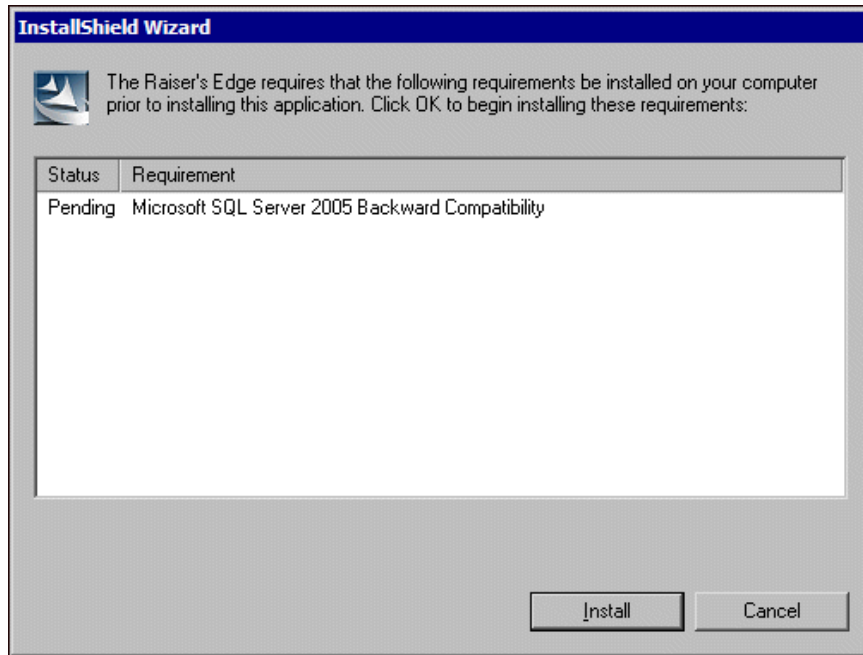 InstallShield Wizard
The Raiser's Edge requires that the following requirements be installed on your computer
prior to installing this application. Click OK to begin installing these requirements:
Status Requirement
Pending Microsoft SQL Server 2005 Backward Compatibility
Install Cancel